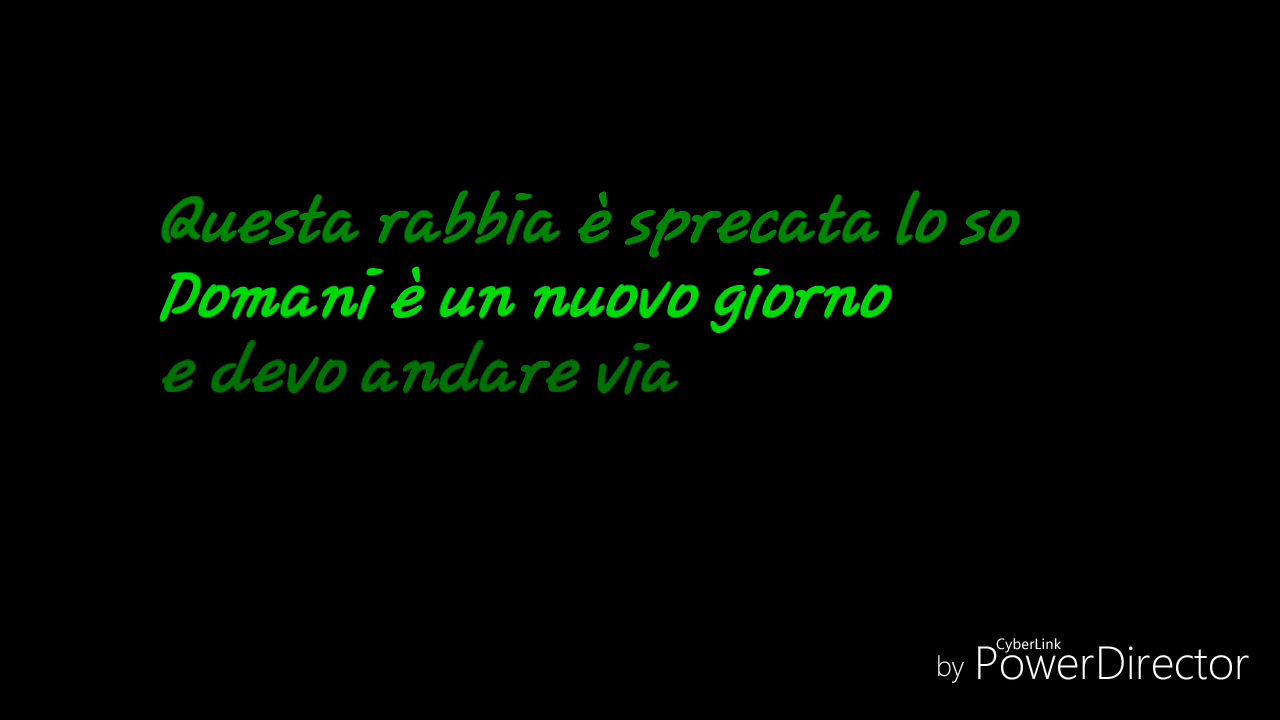 Questa rabbia è sprecata lo so
Domani è un nuovo giorno
e devo andare via
by CyberLink PowerDirector